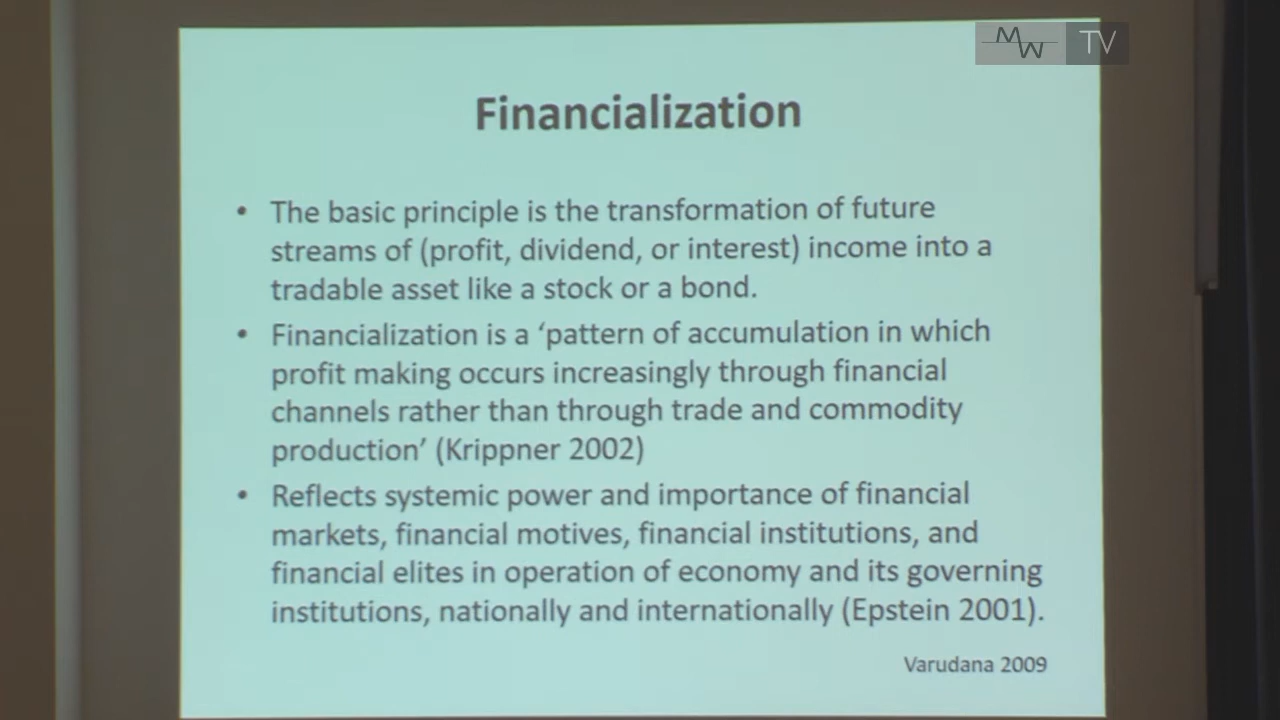 MW TV
Financialization
• The basic principle is the transformation of future
streams of (profit, dividend, or interest) income into a
tradable asset like a stock or a bond.
• Financialization is a ‘pattern of accumulation in which
profit making occurs increasingly through financial
channels rather than through trade and commodity
production’ (Krippner 2002)
• Reflects systemic power and importance of financial
markets, financial motives, financial institutions, and
financial elites in operation of economy and its governing
institutions, nationally and internationally (Epstein 2001).
Varudana 2009